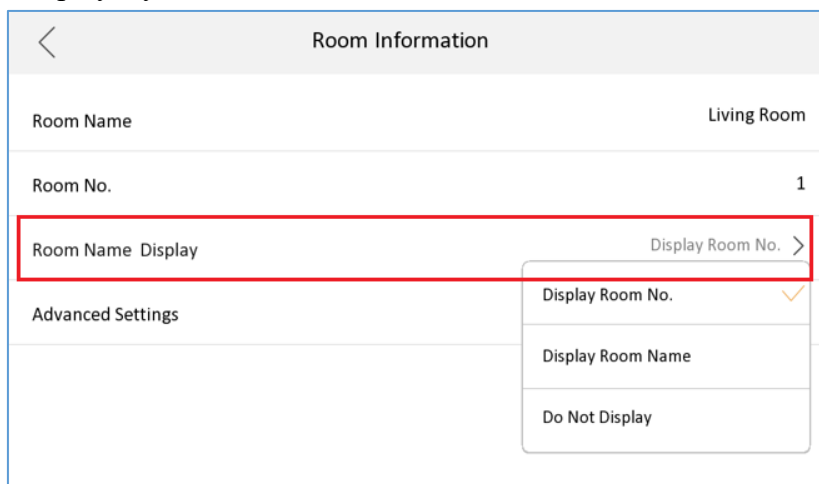 Room Information
Room Name Living Room
Room No. 1
Room Name Display Display Room No.
Display Room No.
Advanced Settings
Display Room Name
Do Not Display